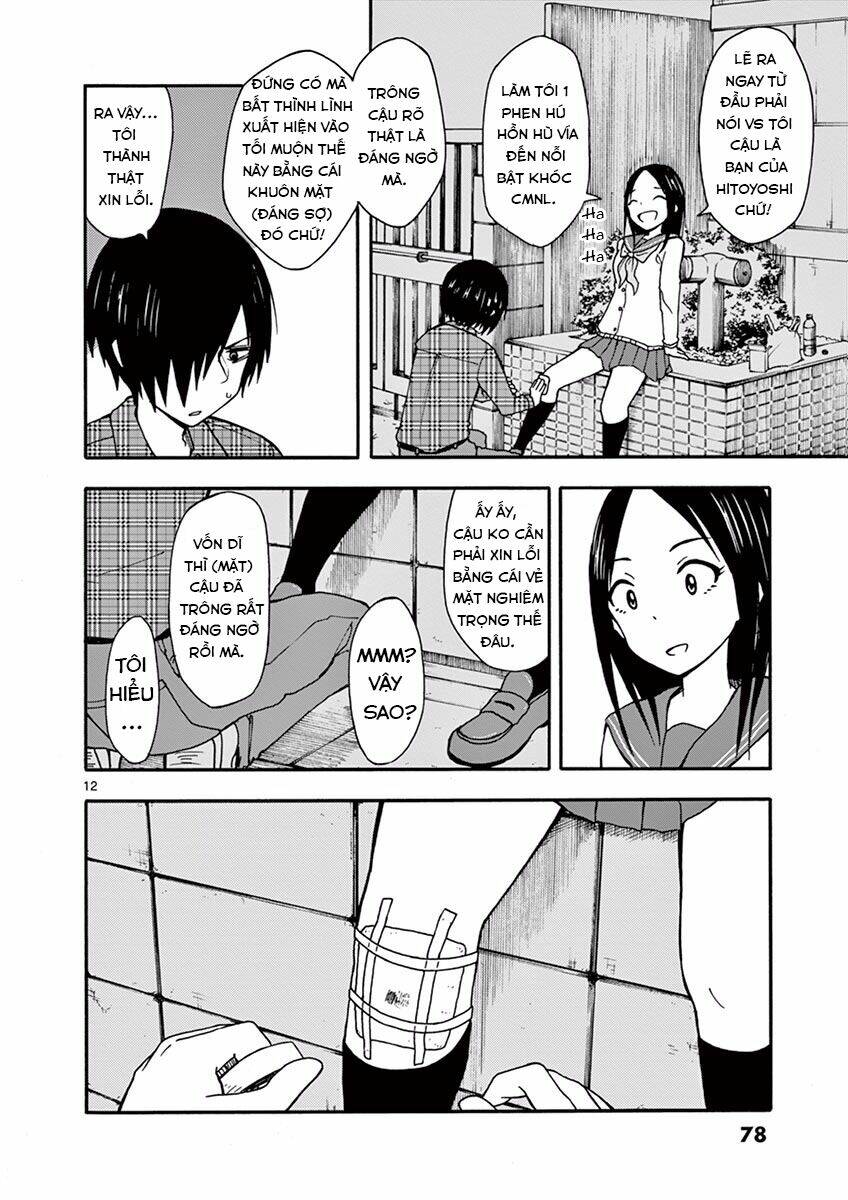 LẼ RA
NGAY TỪ
ĐẦU PHẢI
NÓI VS TÔI
CẬU LÀ
BẠN CỦA
HITOYOSHI
CHỨ!
Ha
Ha
Ha
LÀM TÔI 1
PHEN HÚ
HỒN HÙ VÍA
ĐẾN NỖI
BẬT KHÓC
CMNL.
TRÔNG
CẬU RÕ
THẬT LÀ
ĐÁNG NGỜ
MÀ.
ĐỨNG CÓ MÀ
BẤT THÌNH LÌNH
XUẤT HIỆN VÀO
TỐI MUỘN THẾ
NÀY BẰNG CÁI
KHUÔN MẶT
(ĐÁNG SỢ)
ĐÓ CHỨ!
RA VẬY...
TÔI
THÀNH
THẬT
XIN LỖI.
ẤY ẤY,
CẬU KO CẦN
PHẢI XIN LỖI
BẰNG CÁI VẺ
MẶT NGHIÊM
TRỌNG THẾ
ĐÂU.
MMM?
VẬY
SAO?
VỐN DĨ
THÌ (MẶT)
CẬU ĐÃ
TRÔNG RẤT
ĐÁNG NGỜ
RỒI MÀ.
TÔI
HIỂU
...
12
78